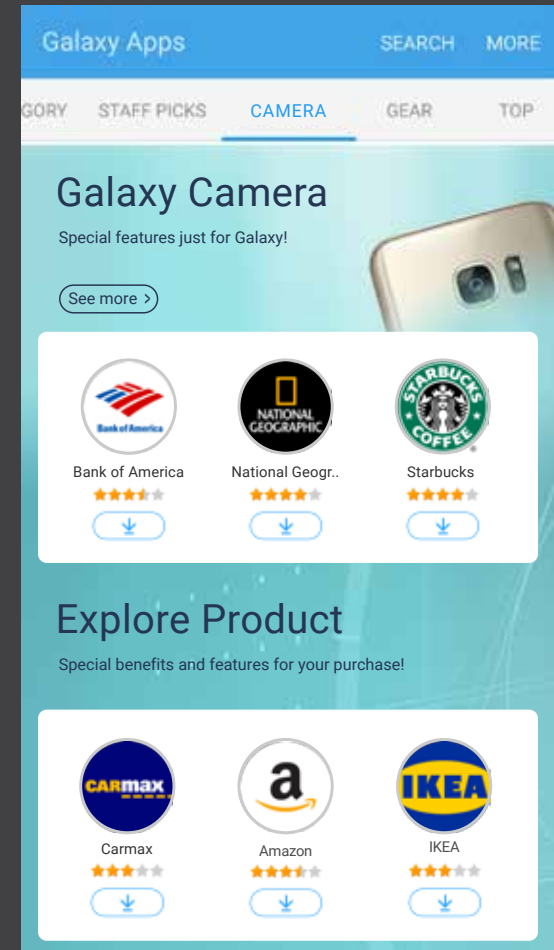 Galaxy Apps SEARCH MORE
GORY STAFF PICKS CAMERA GEAR TOP
Galaxy Camera
Special features just for Galaxy!
See more >
Bank of America
NATIONAL
GEOGRAPHIC
STARBUCKS
COFFEE
Bank of America National Geogr.. Starbucks
Explore Product
Special benefits and features for your purchase!
CARMAX
a
IKEA
Carmax Amazon IKEA